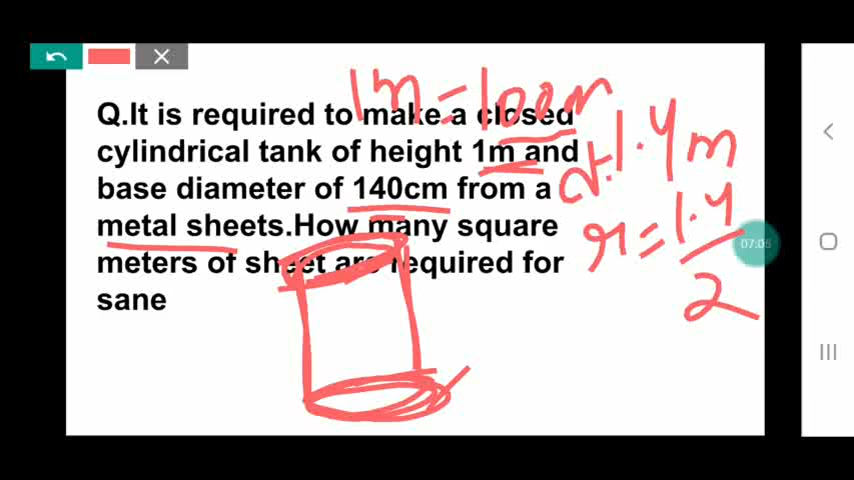 1m = 100m
Q.It is required to make a closed
cylindrical tank of height 1m and
base diameter of 140cm from a
metal sheets.How many square
meters of sheet are required for
sane
d. 1.4m
r = 1.4
2
07:05